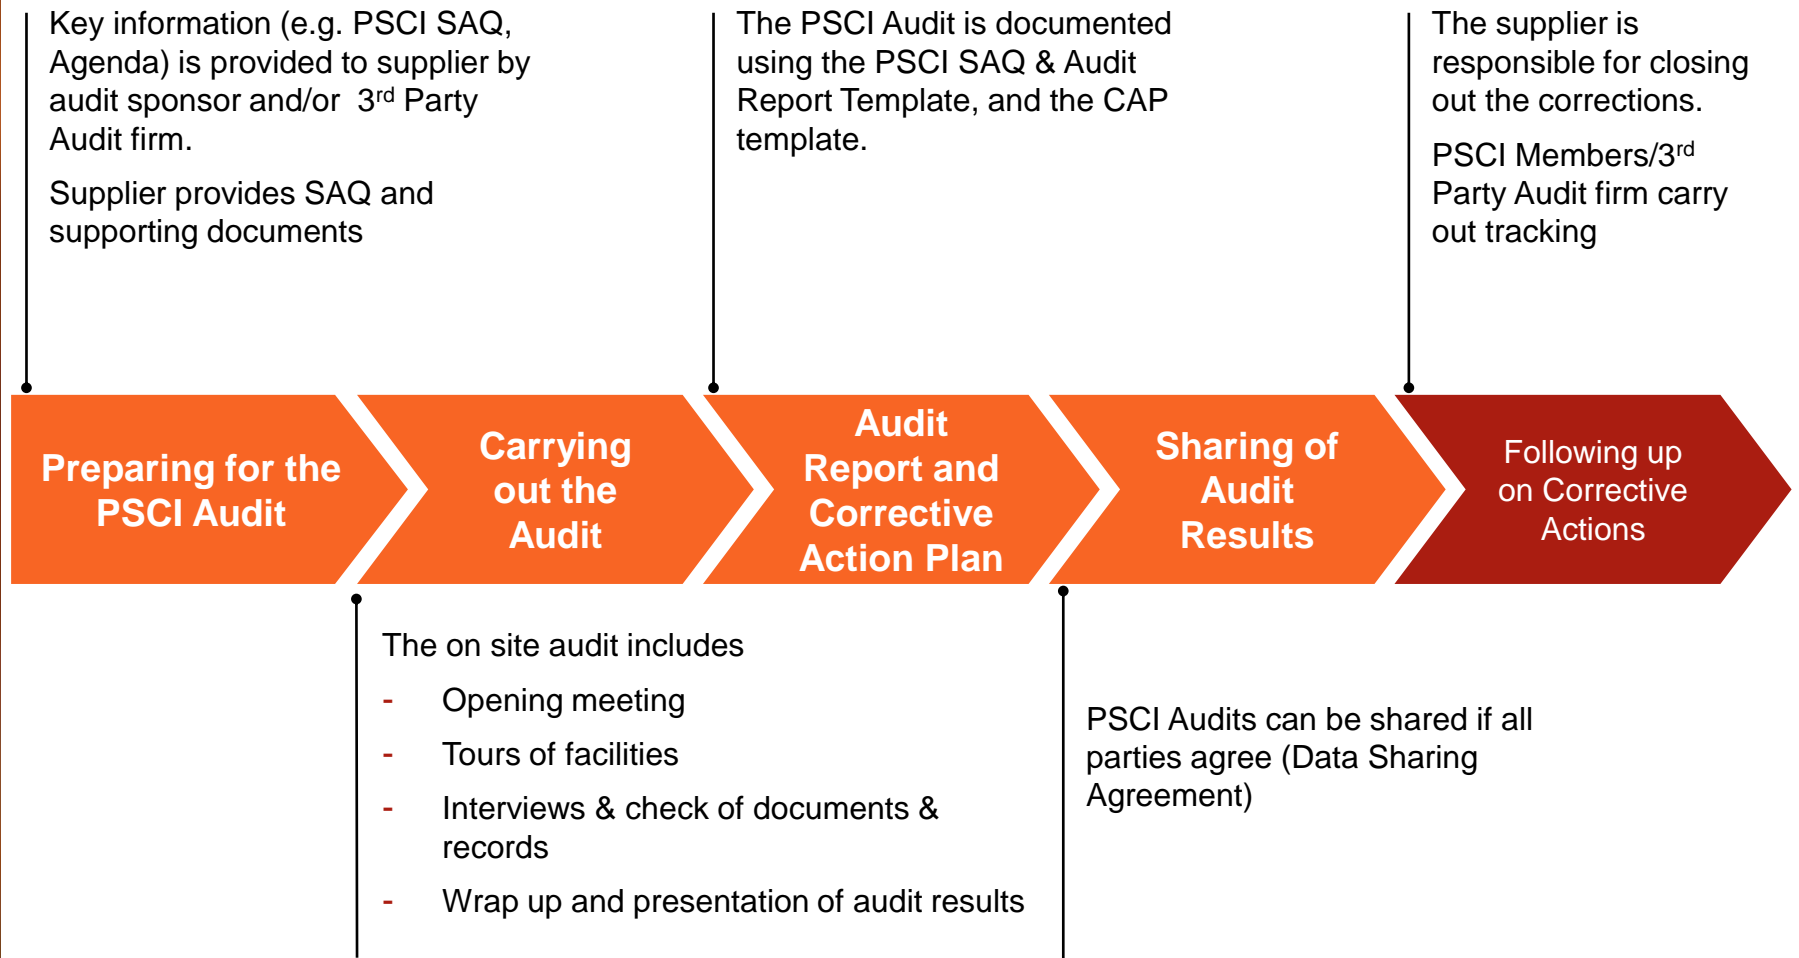 Key information (e.g. PSCI SAQ,
Agenda) is provided to supplier by
audit sponsor and/or 3rd Party
Audit firm.
Supplier provides SAQ and
supporting documents
The PSCI Audit is documented
using the PSCI SAQ & Audit
Report Template, and the CAP
template.
The supplier is
responsible for closing
out the corrections.
PSCI Members/3rd
Party Audit firm carry
out tracking
Preparing for the
PSCI Audit
Carrying
out the
Audit
Audit
Report and
Corrective
Action Plan
Sharing of
Audit
Results
Following up
on Corrective
Actions
The on site audit includes
- Opening meeting
- Tours of facilities
- Interviews & check of documents &
records
- Wrap up and presentation of audit results
PSCI Audits can be shared if all
parties agree (Data Sharing
Agreement)